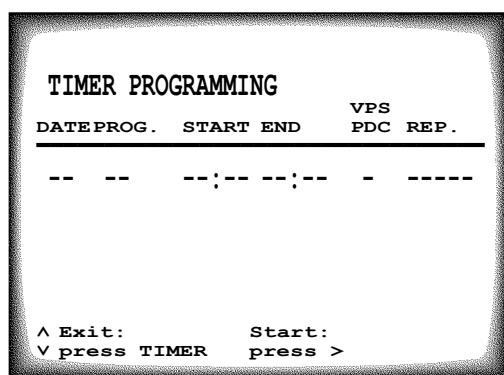 TIMER PROGRAMMING
VPS
DATE PROG. START END PDC REP.
-- -- --:-- --:-- - -----
^ Exit: Start:
v press TIMER press >